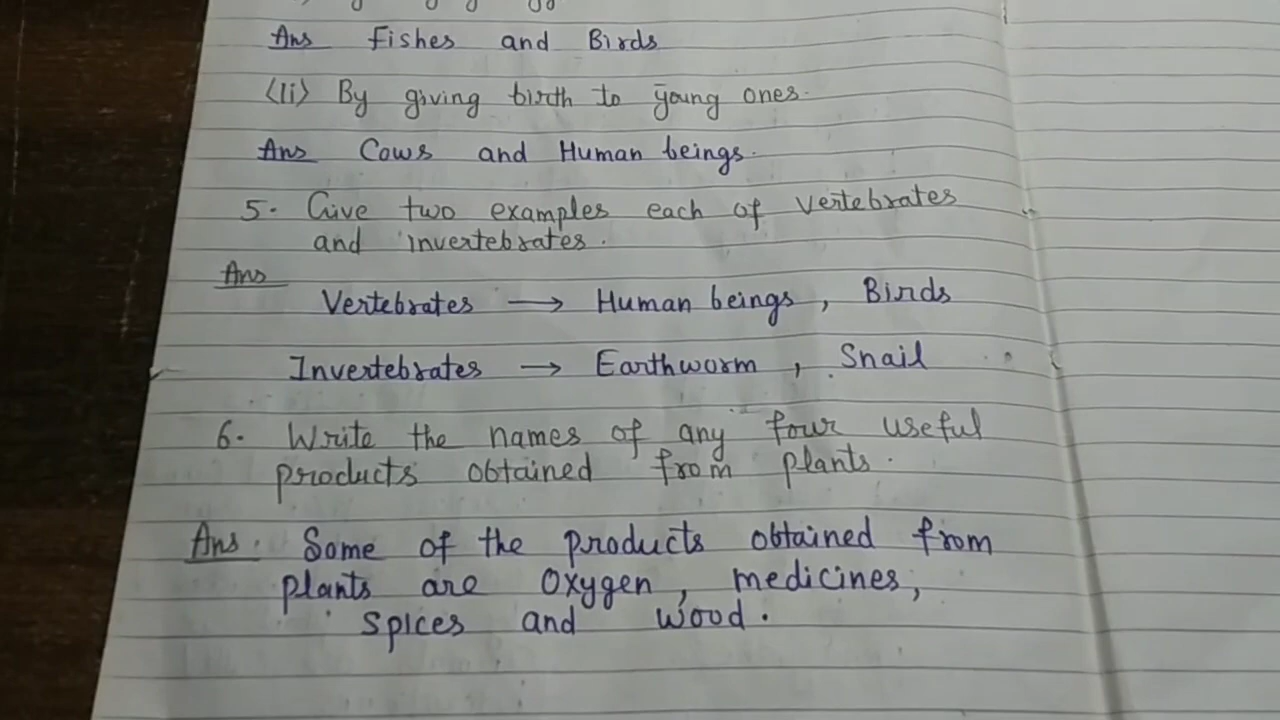 Ans Fishes and Birds
(ii) By giving birth to young ones.
Ans Cows and Human beings.
5. Give two examples each of vertebrates
and invertebrates.
Ans
Vertebrates → Human beings, Birds
Invertebrates → Earthworm, Snail
6. Write the names of any four useful
products obtained from plants.
Ans. Some of the products obtained from
plants are Oxygen, medicines,
spices and wood.